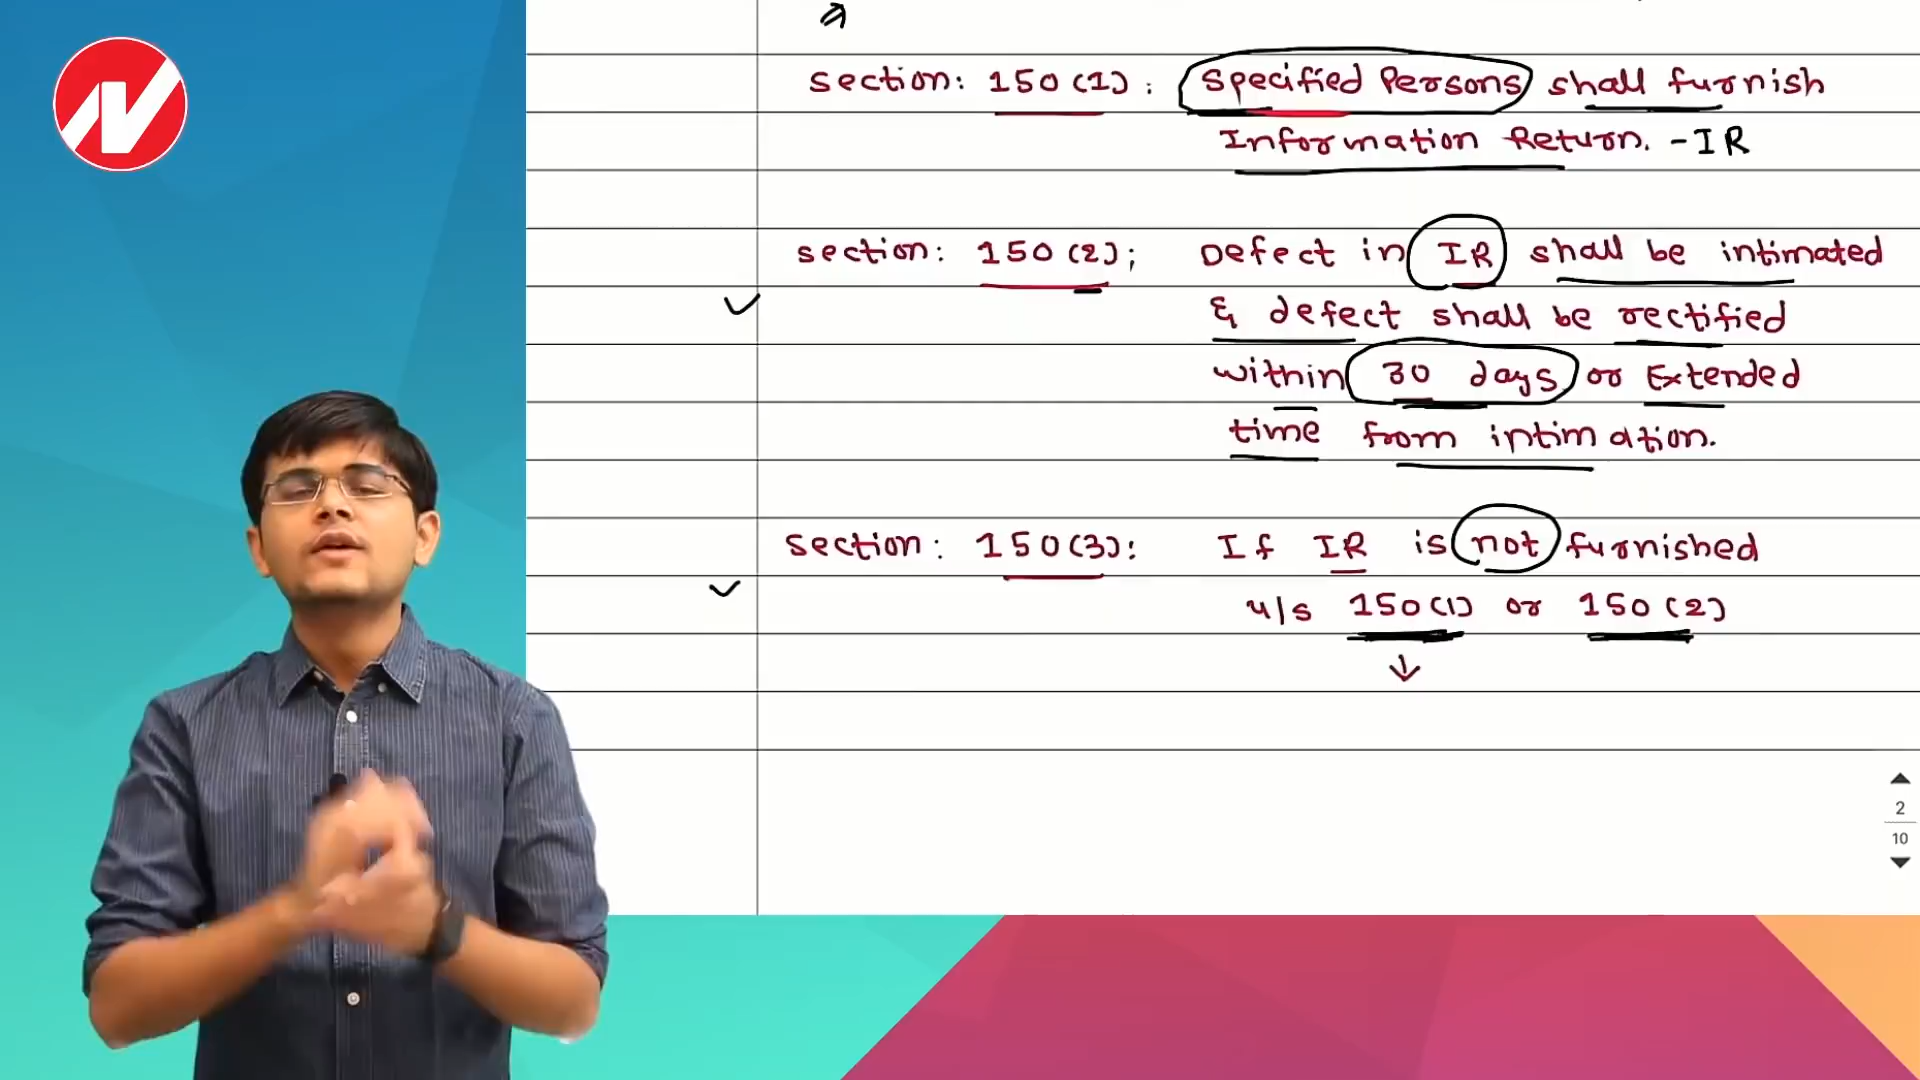 section: 150(1): Specified Persons shall furnish
Information Return. - IR
section: 150(2); Defect in IR shall be intimated
& defect shall be rectified
within 30 days or Extended
time from intimation.
section: 150(3): If IR is not furnished
u/s 150(1) or 150(2)
↓
2
10